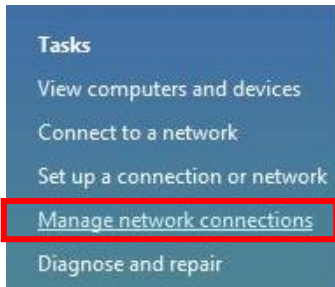 Tasks
View computers and devices
Connect to a network
Set up a connection or network
Manage network connections
Diagnose and repair